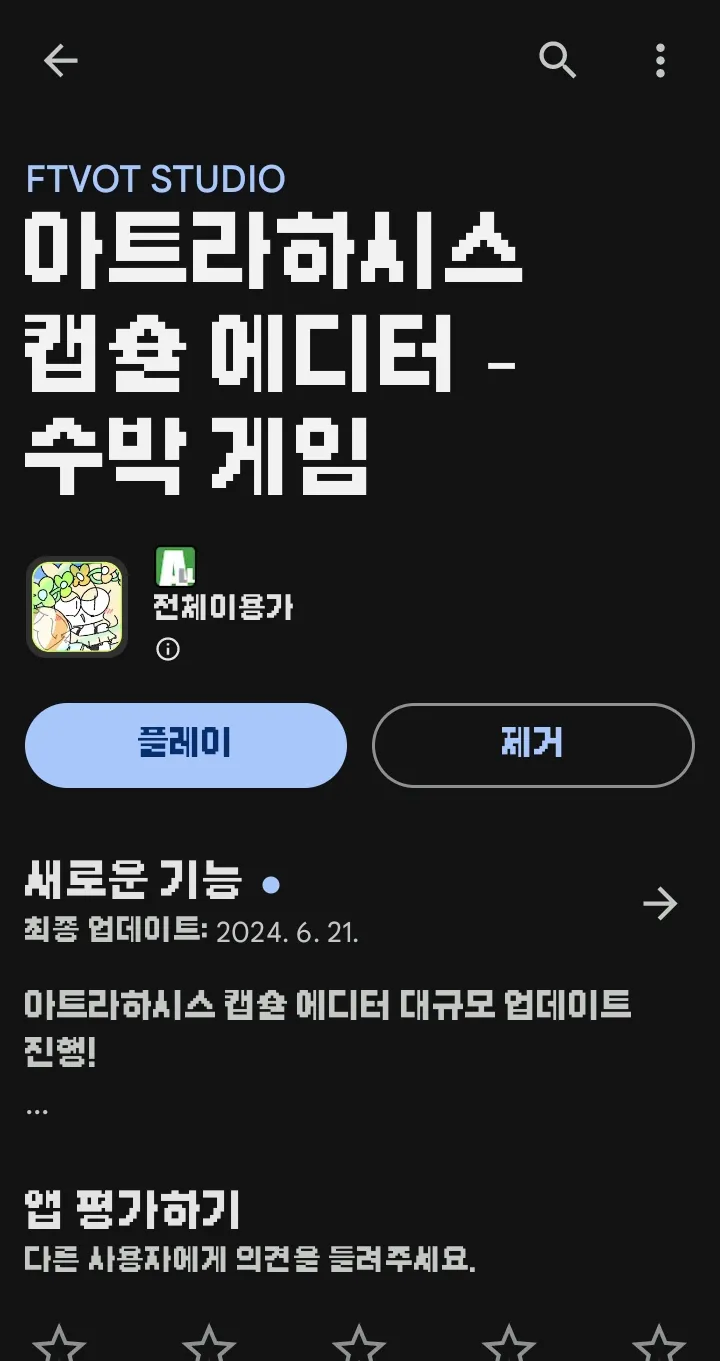 FTVOT STUDIO
아트라하시스
캡슐 에디터 -
수박 게임
ALL
전체이용가
플레이
제거
새로운 기능
최종 업데이트: 2024. 6. 21.
아트라하시스 캡슐 에디터 대규모 업데이트
진행!
...
앱 평가하기
다른 사용자에게 의견을 들려주세요.